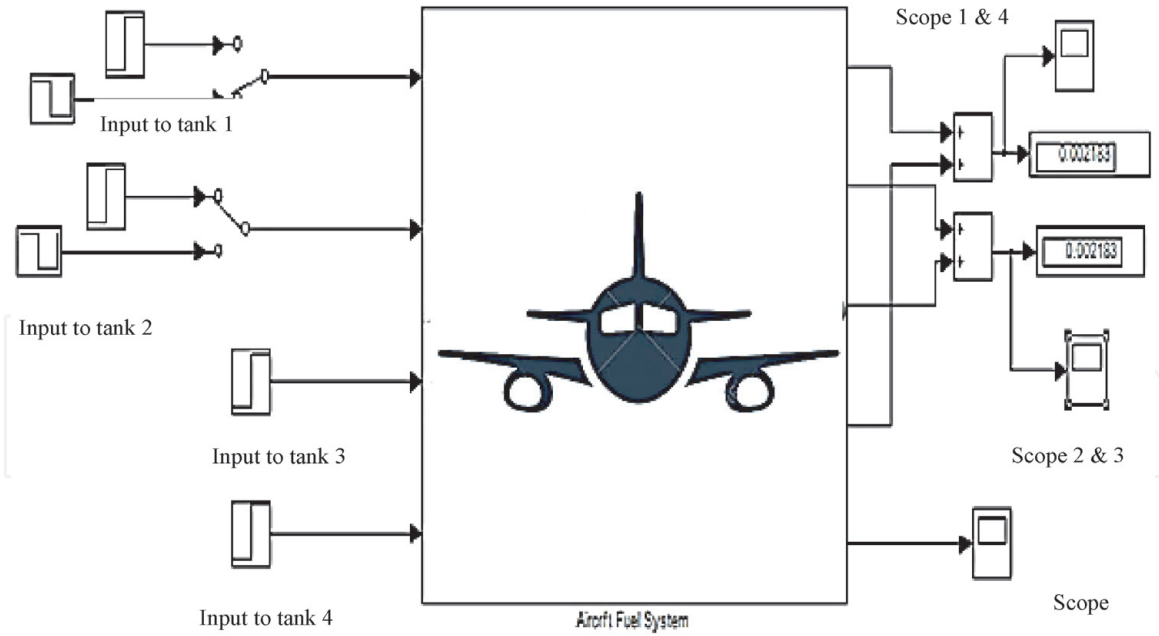 Scope 1 & 4
Input to tank 1
0.002183
0.002183
Input to tank 2
Input to tank 3
Scope 2 & 3
Input to tank 4
Scope
Aircrft Fuel System